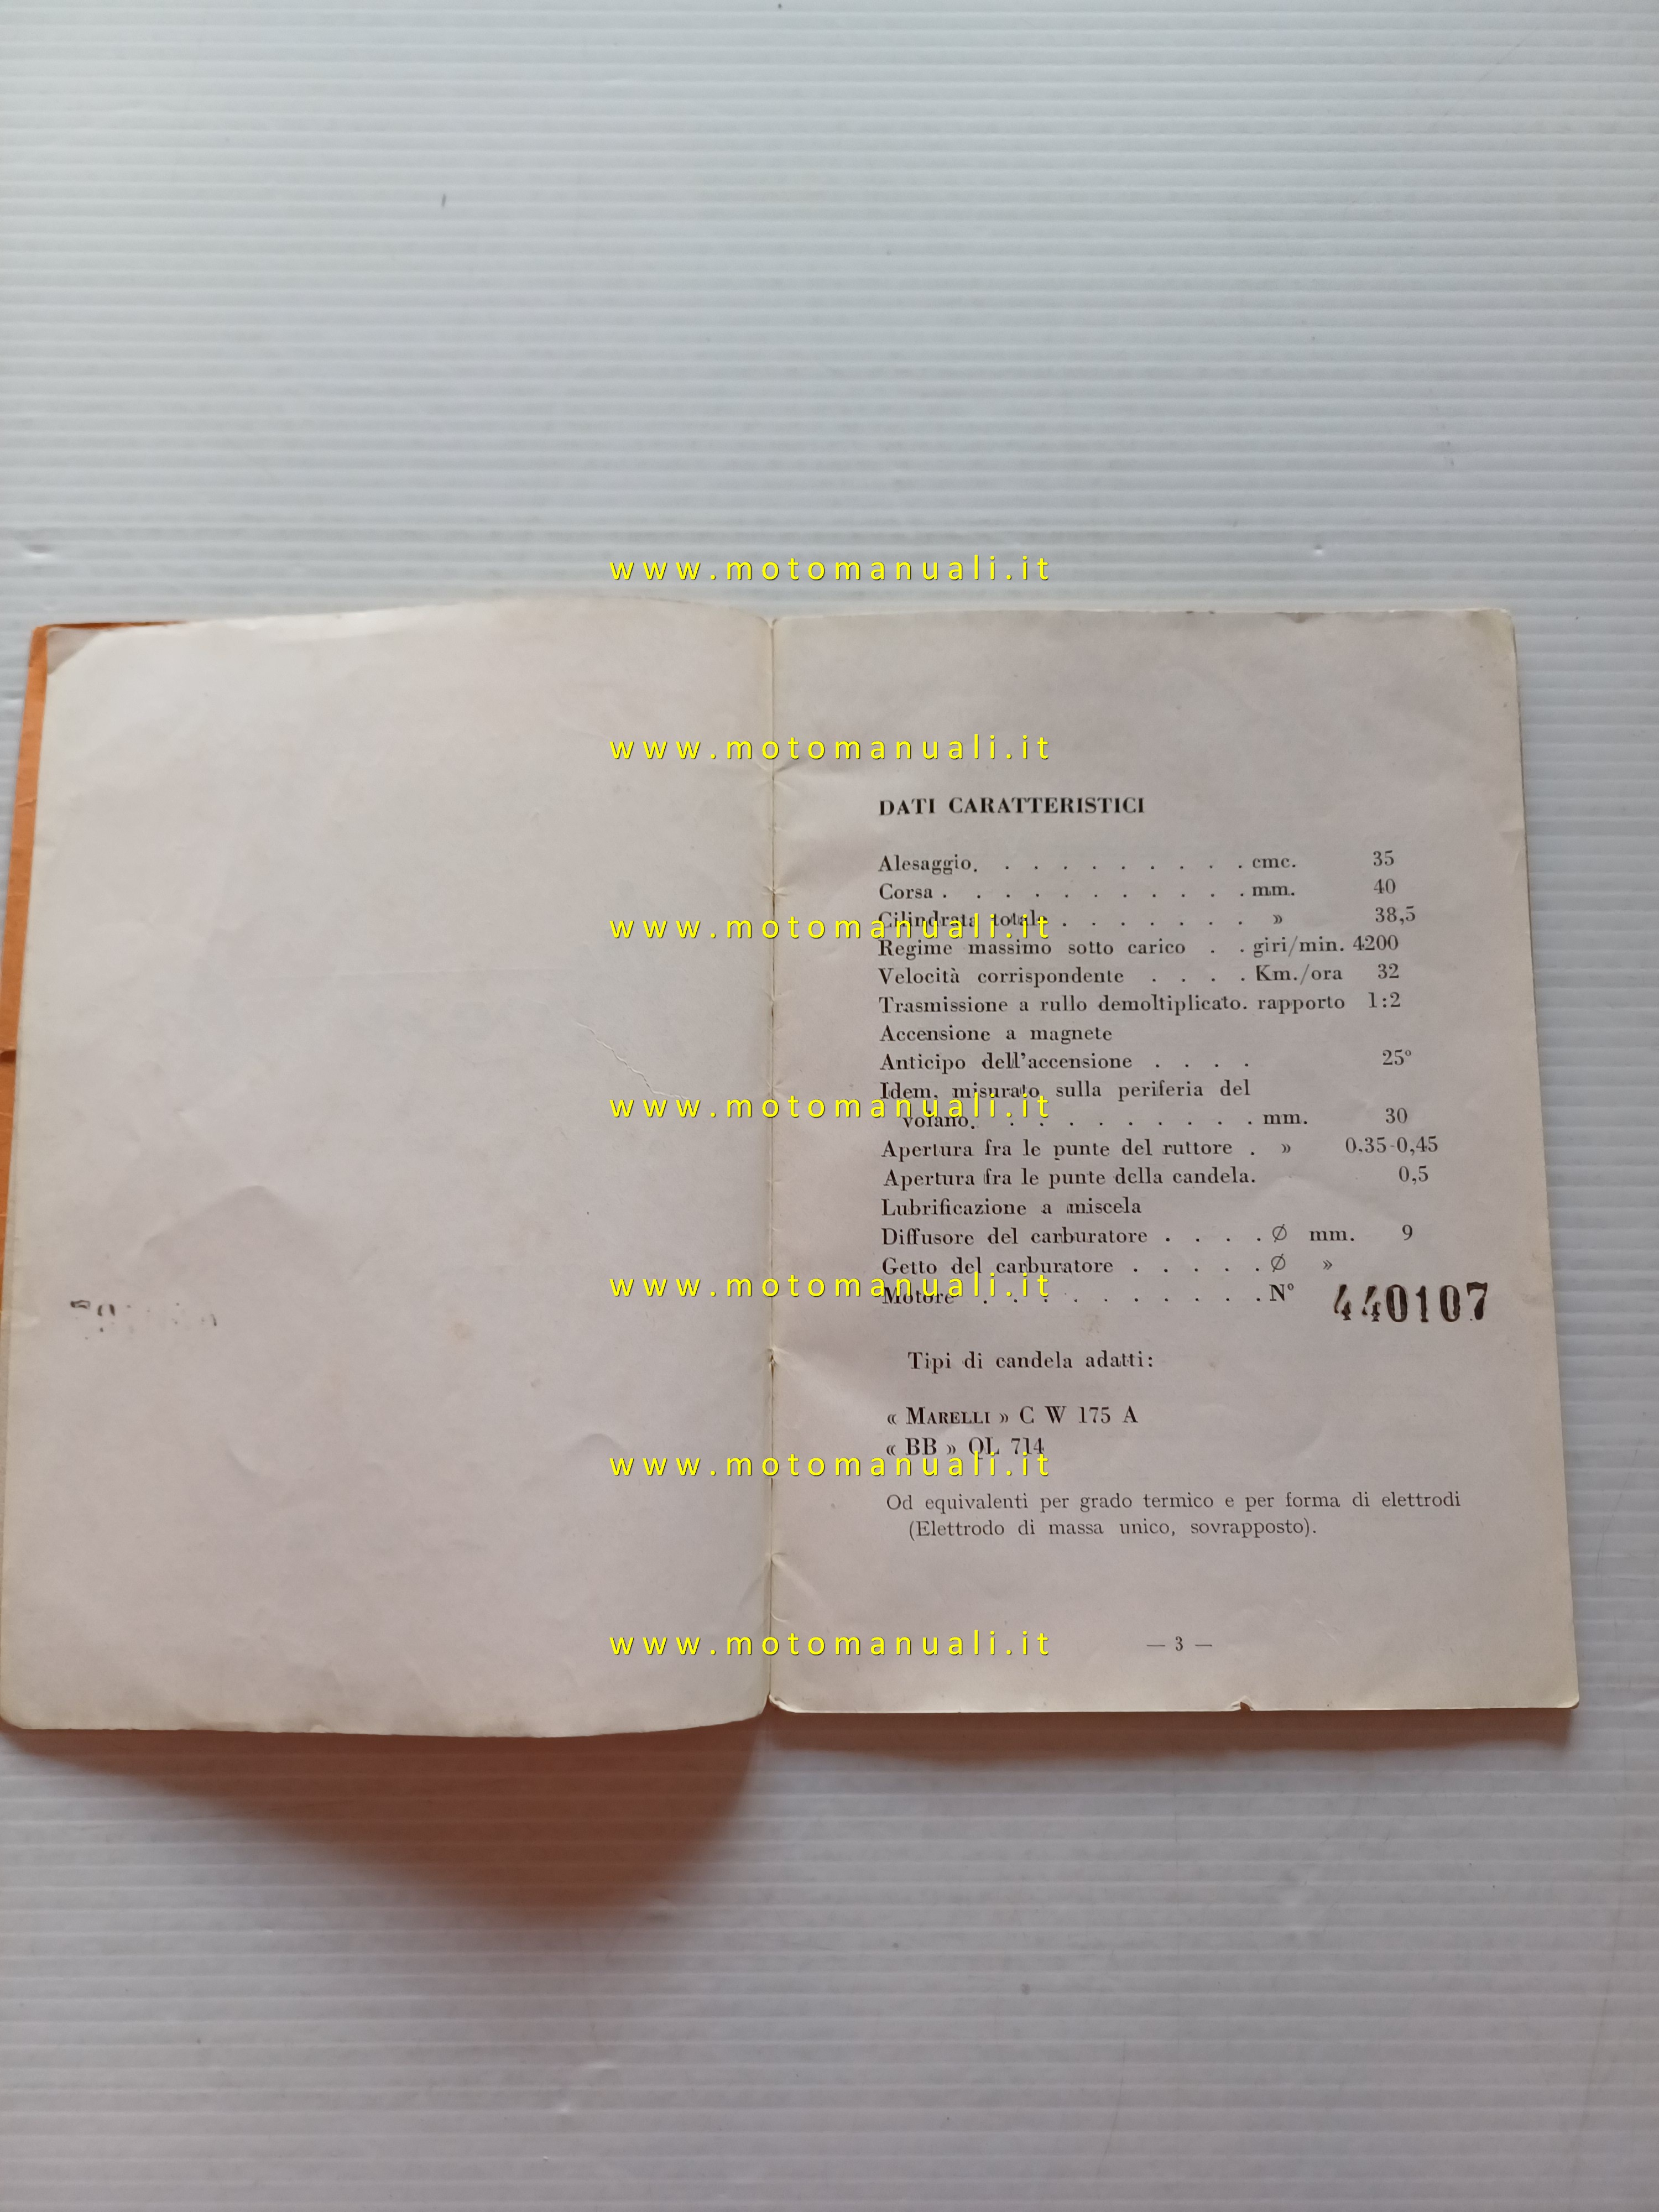 www.motomanuali.it
www.motomanuali.it
DATI CARATTERISTICI
Alesaggio. . . . . . . . . . cmc. 35
Corsa . . . . . . . . . . . . mm. 40
Cilindrata totale . . . . . . . » 38,5
www.motomanuali.it
Regime massimo sotto carico . . giri/min. 4200
Velocità corrispondente . . . . Km./ora 32
Trasmissione a rullo demoltiplicato. rapporto 1:2
Accensione a magnete
Anticipo dell'accensione . . . . 25°
Idem, misurato sulla periferia del
www.motomanuali.it
volano. . . . . . . . . . mm. 30
Apertura fra le punte del ruttore . » 0.35-0,45
Apertura fra le punte della candela. 0,5
Lubrificazione a miscela
Diffusore del carburatore . . . . Ø mm. 9
Getto del carburatore . . . . . Ø »
www.motomanuali.it
Motore . . . . . . . . . . N° 440107
Tipi di candela adatti:
« MARELLI » C W 175 A
« BB » QL 714
www.motomanuali.it
Od equivalenti per grado termico e per forma di elettrodi
(Elettrodo di massa unico, sovrapposto).
www.motomanuali.it
— 3 —